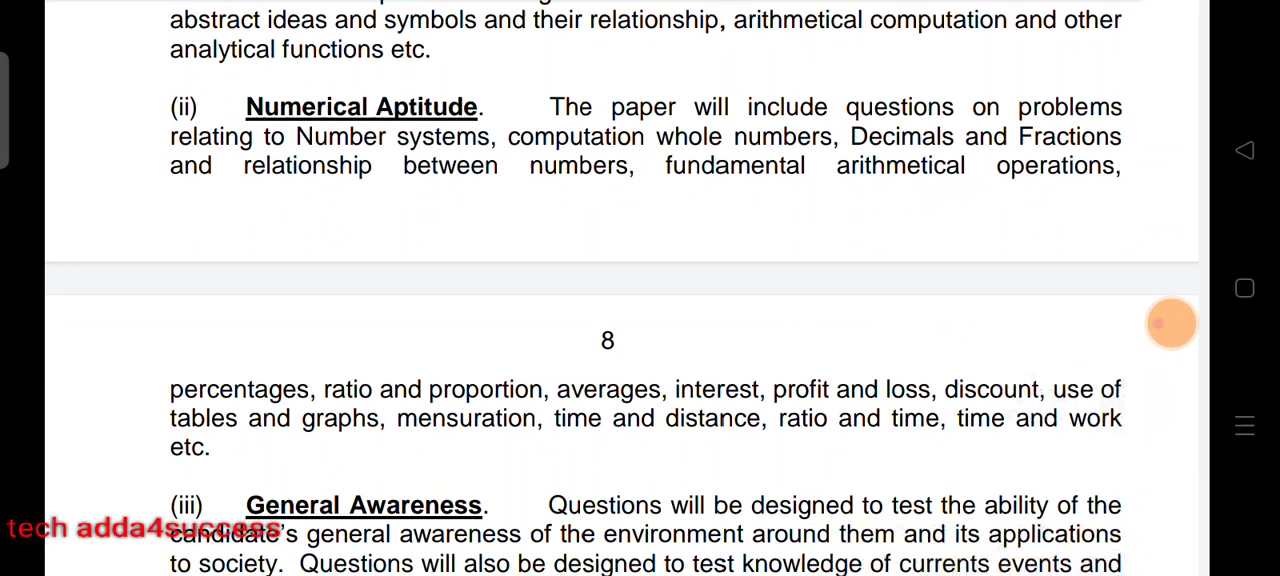 abstract ideas and symbols and their relationship, arithmetical computation and other
analytical functions etc.
(ii) Numerical Aptitude. The paper will include questions on problems
relating to Number systems, computation whole numbers, Decimals and Fractions
and relationship between numbers, fundamental arithmetical operations,
8
percentages, ratio and proportion, averages, interest, profit and loss, discount, use of
tables and graphs, mensuration, time and distance, ratio and time, time and work
etc.
(iii) General Awareness. Questions will be designed to test the ability of the
tech adda4success
candidate's general awareness of the environment around them and its applications
to society. Questions will also be designed to test knowledge of currents events and